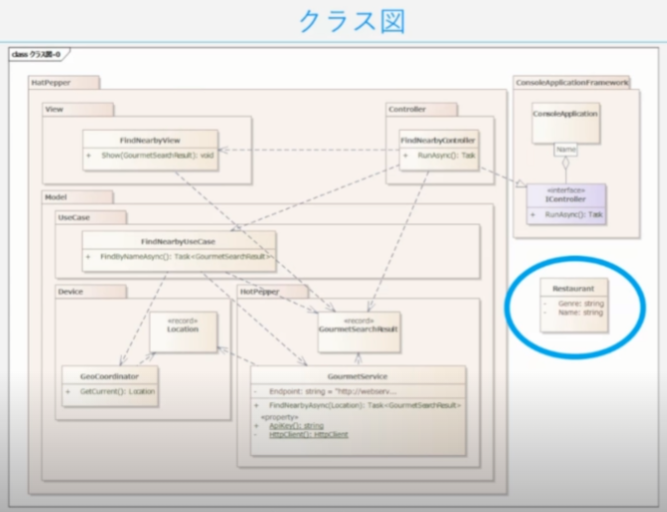 クラス図
class クラス図-0
HotPepper
View
FindNearbyView
+ Show(GourmetSearchResult): void
Controller
FindNearbyController
+ RunAsync(): Task
ConsoleApplicationFramework
ConsoleApplication
Name
«interface»
IController
+ RunAsync(): Task
Model
UseCase
FindNearbyUseCase
+ FindByNameAsync(): Task<GourmetSearchResult>
Device
«record»
Location
GeoCoordinator
+ GetCurrent(): Location
HotPepper
«record»
GourmetSearchResult
GourmetService
- Endpoint: string = "http://webserv...
+ FindNearbyAsync(Location): Task<GourmetSearchResult>
«property»
+ ApiKey(): string
- HttpClient(): HttpClient
Restaurant
- Genre: string
- Name: string